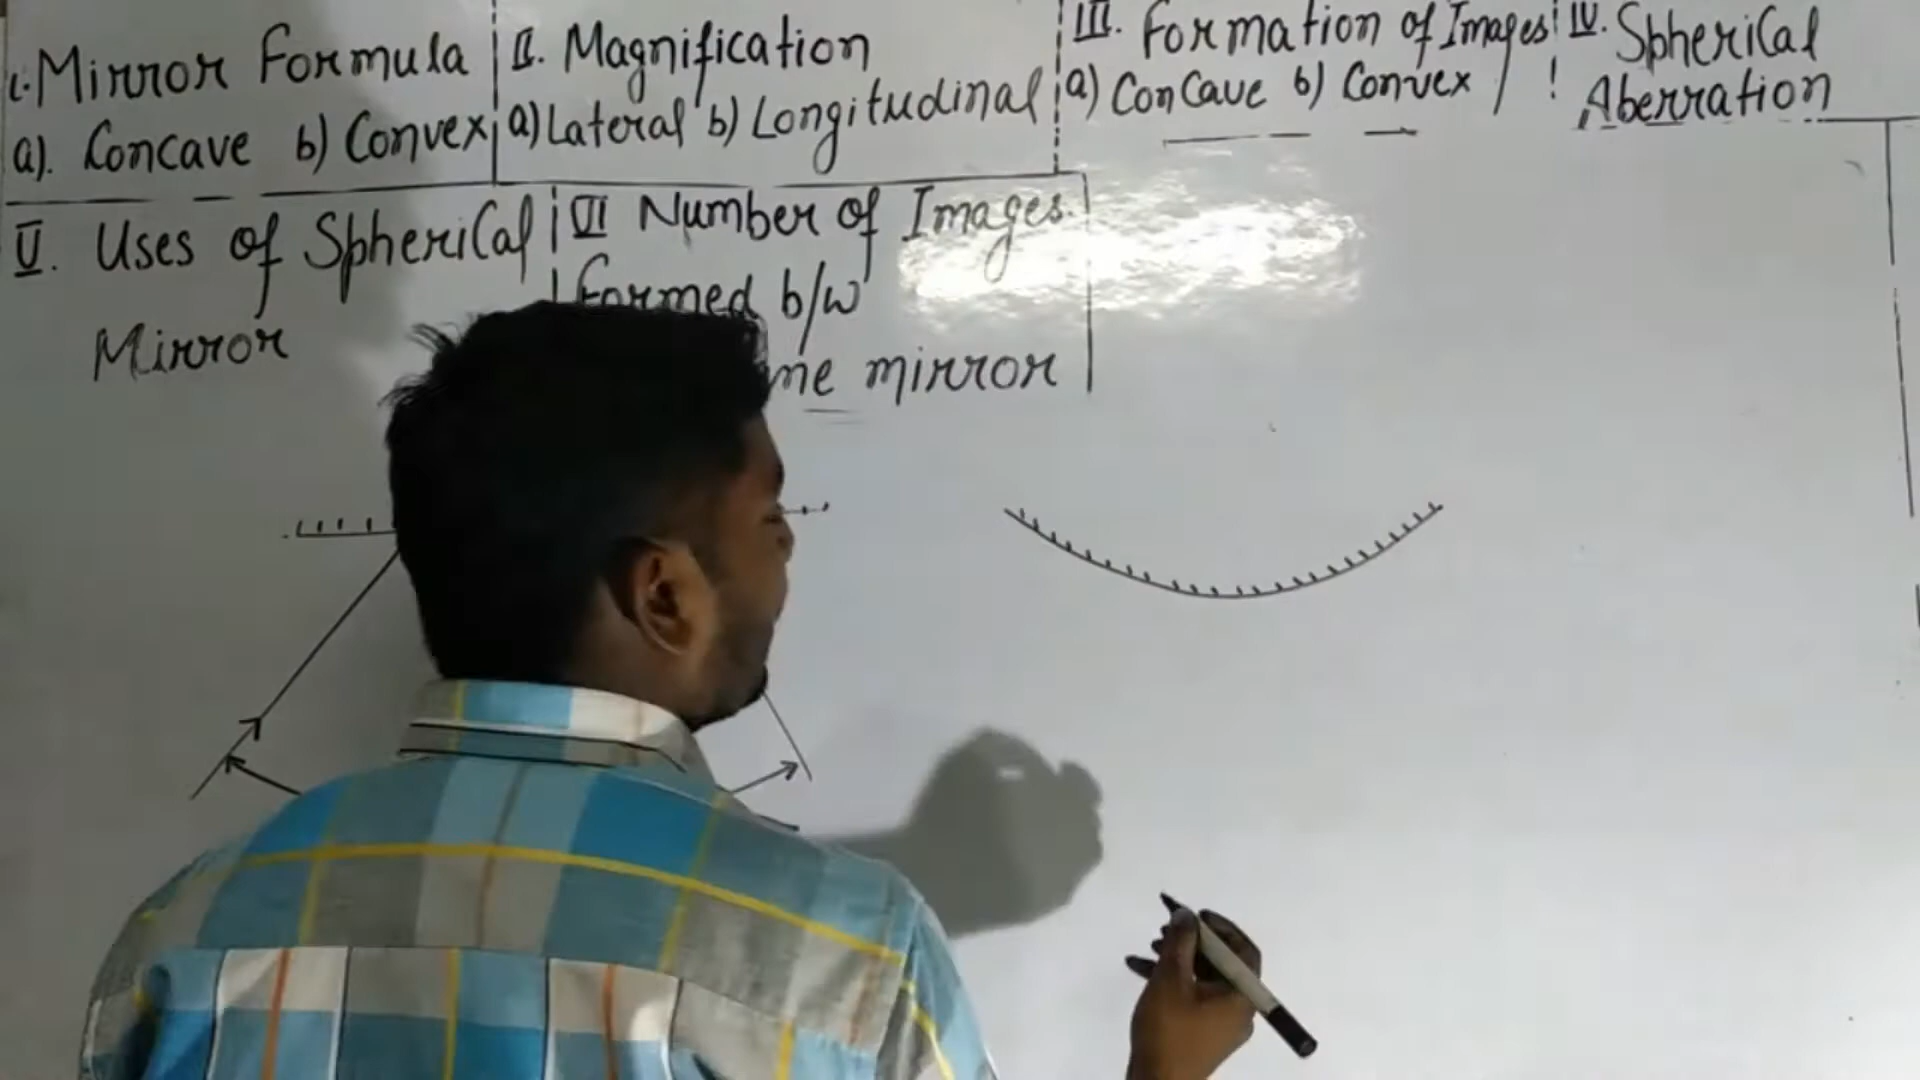 i. Mirror Formula
a). Concave b) Convex
II. Magnification
a) Lateral b) Longitudinal
III. Formation of Images
a) Concave b) Convex
IV. Spherical
Aberration
V. Uses of Spherical
Mirror
VI Number of Images
Formed b/w
mirror